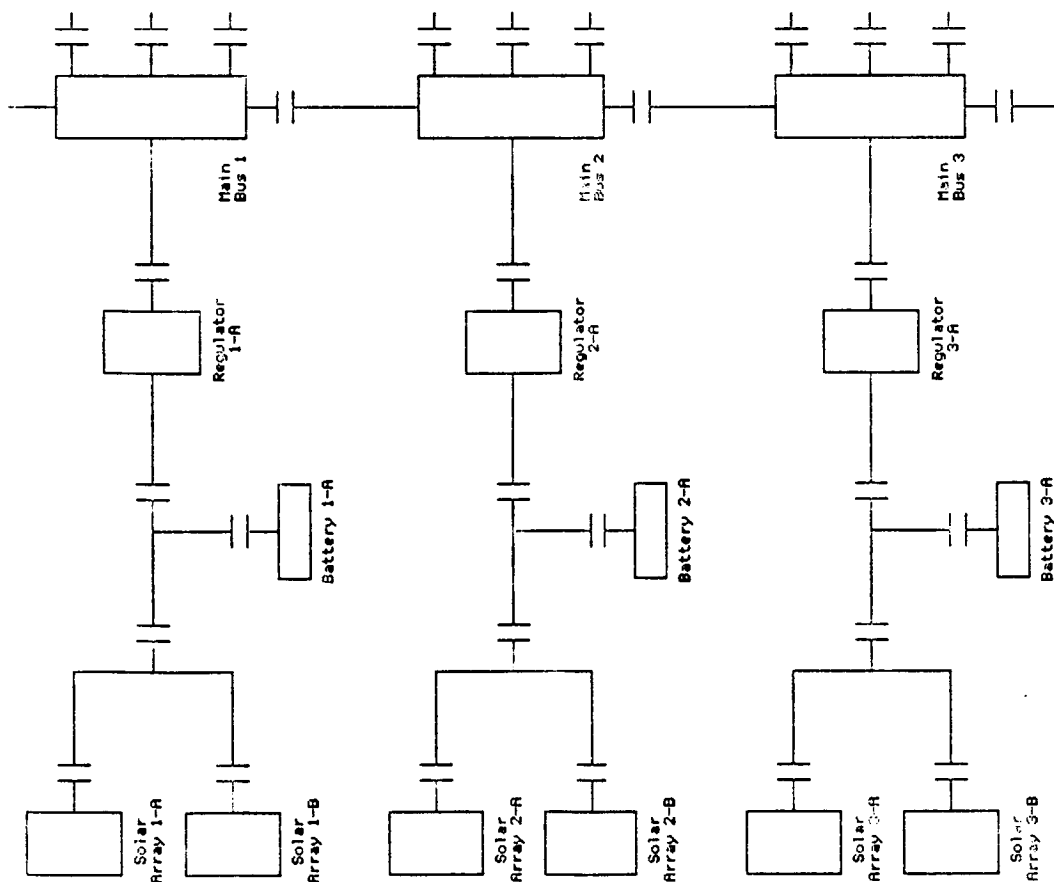 Main
Bus 1
Main
Bus 2
Main
Bus 3
Regulator
1-A
Regulator
2-A
Regulator
3-A
Battery 1-A
Battery 2-A
Battery 3-A
Solar
Array 1-A
Solar
Array 1-B
Solar
Array 2-A
Solar
Array 2-B
Solar
Array 3-A
Solar
Array 3-B